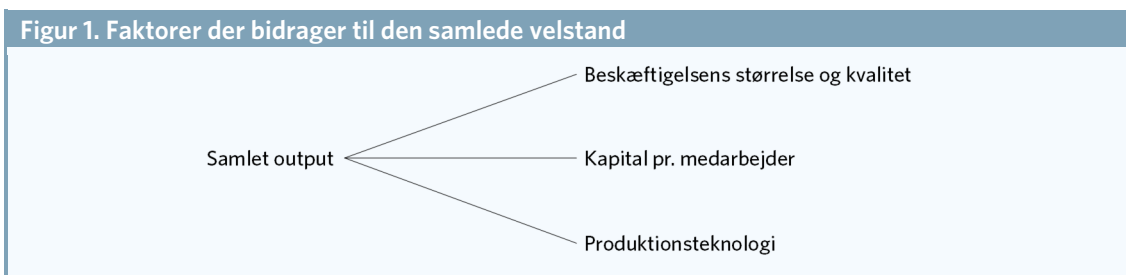 Figur 1. Faktorer der bidrager til den samlede velstand
Beskæftigelsens størrelse og kvalitet
Samlet output
Kapital pr. medarbejder
Produktionsteknologi